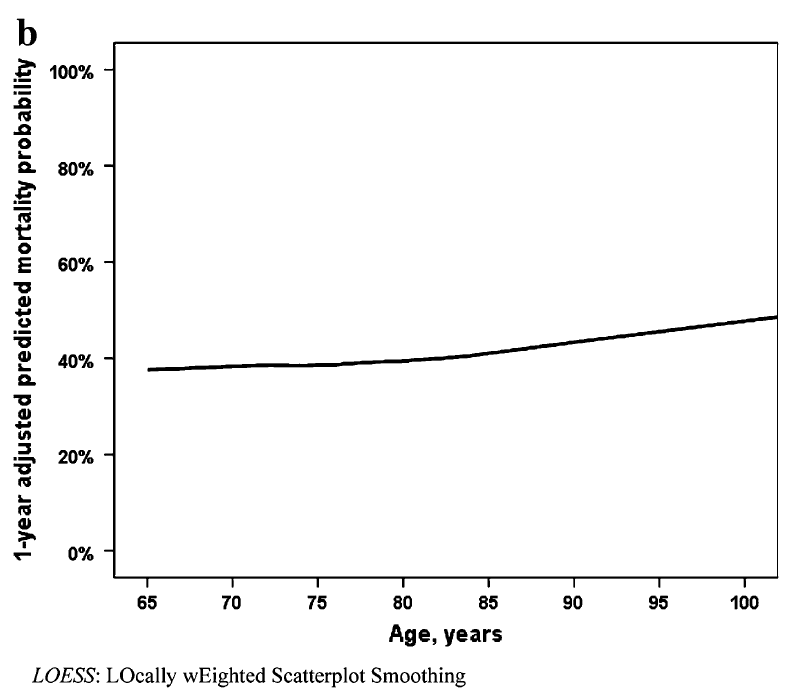 b
1-year adjusted predicted mortality probability
100%
80%
60%
40%
20%
0%
65 70 75 80 85 90 95 100
Age, years
LOESS: LOcally wEighted Scatterplot Smoothing